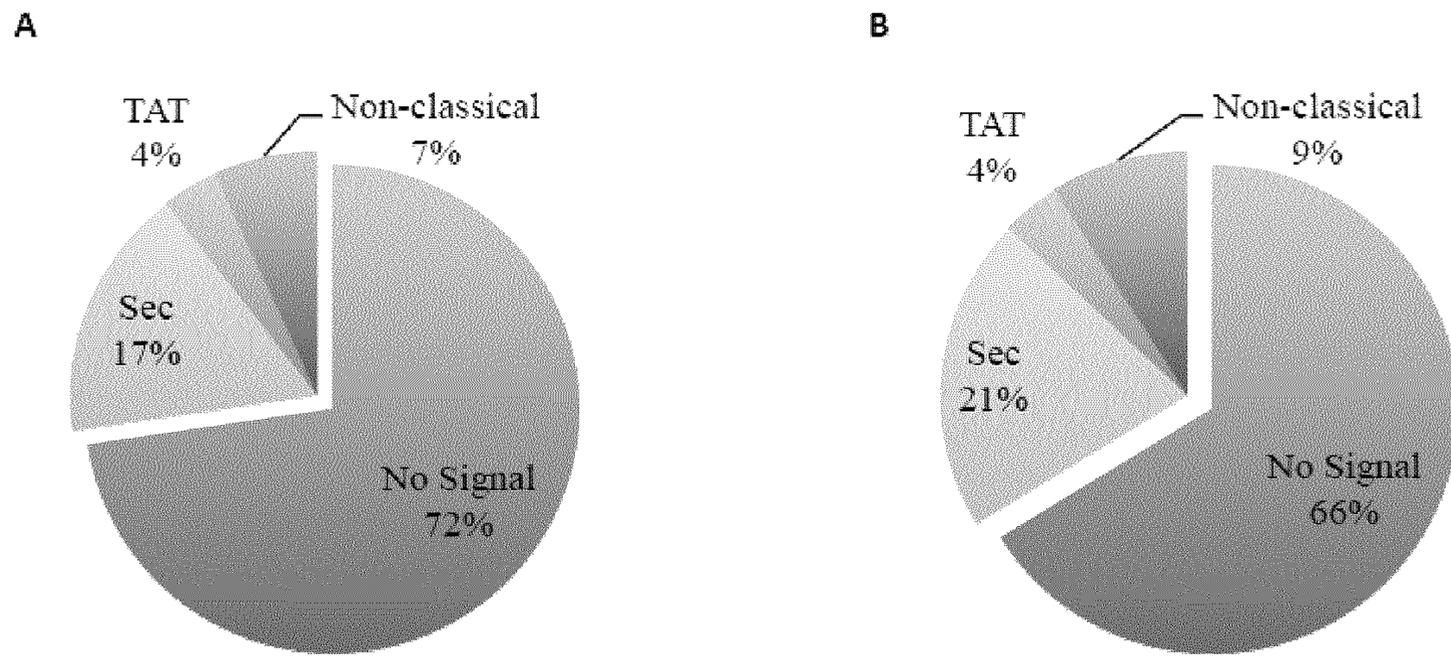 A
TAT
4%
Non-classical
7%
Sec
17%
No Signal
72%
B
TAT
4%
Non-classical
9%
Sec
21%
No Signal
66%